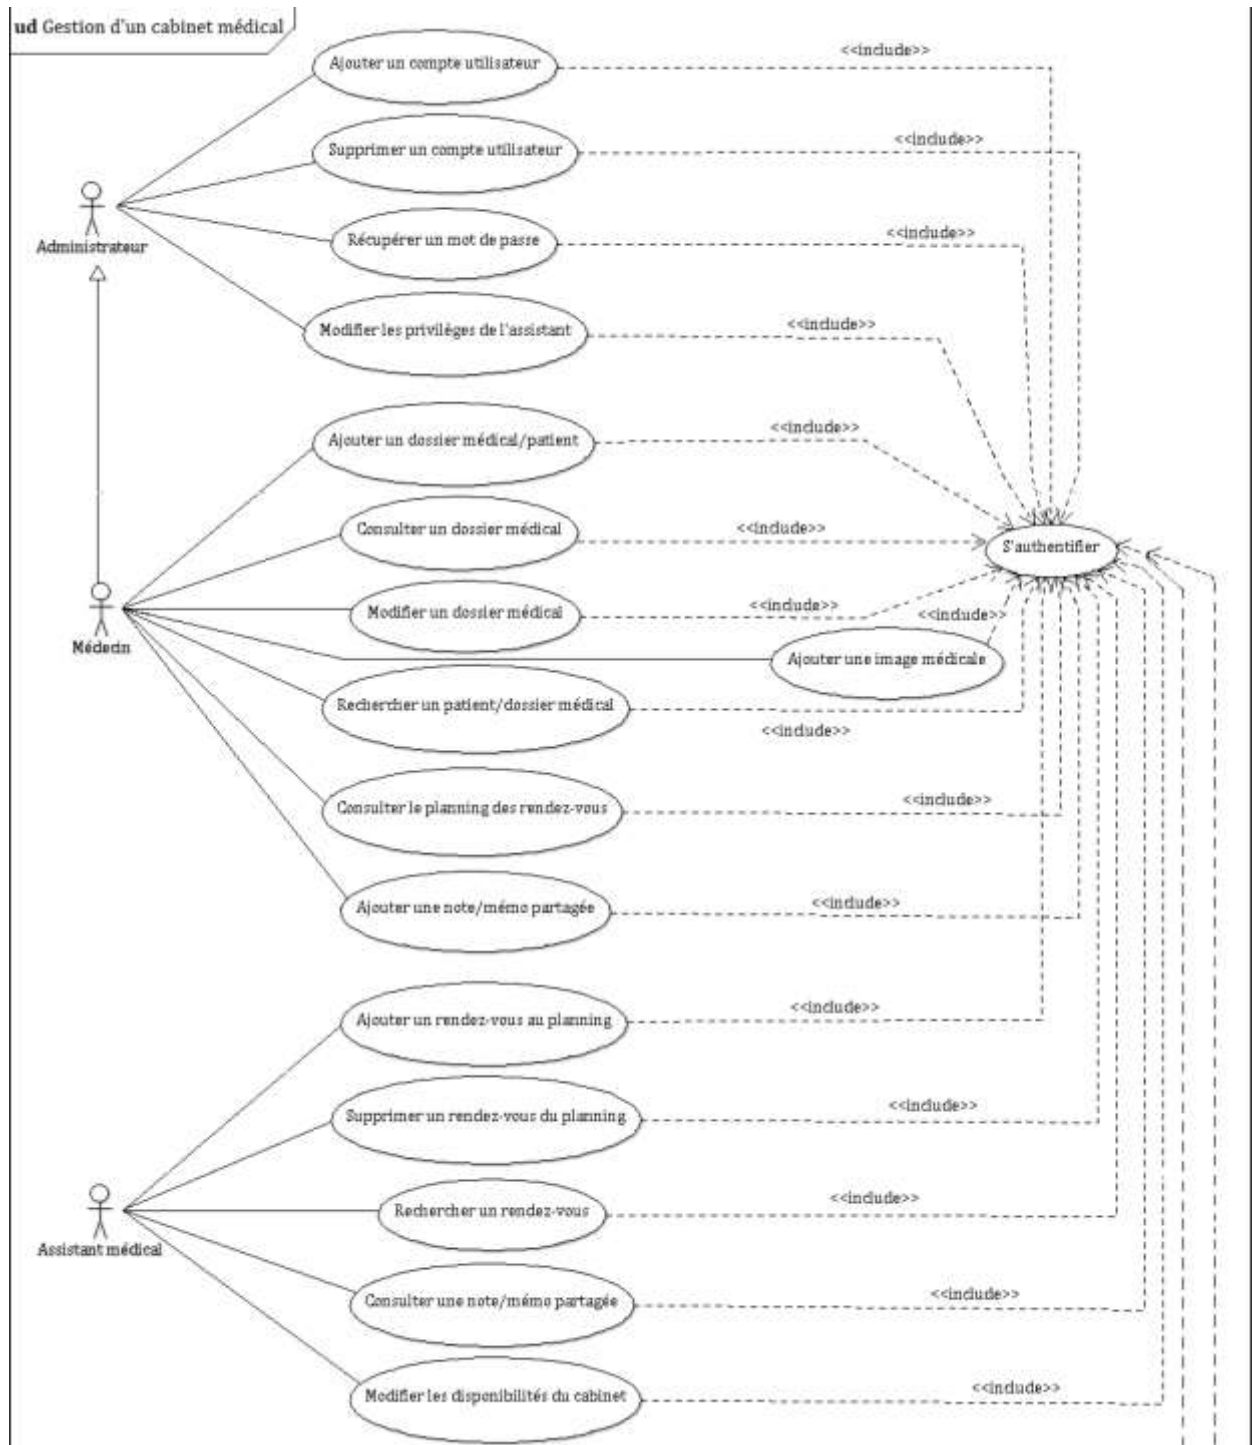 ud Gestion d'un cabinet médical
Ajouter un compte utilisateur
<<include>>
Supprimer un compte utilisateur
<<include>>
Administrateur
Récupérer un mot de passe
<<include>>
Modifier les privilèges de l'assistant
<<include>>
Ajouter un dossier médical/patient
<<include>>
Consulter un dossier médical
<<include>>
S'authentifier
Médecin
Modifier un dossier médical
<<include>>
<<include>>
Ajouter une image médicale
Rechercher un patient/dossier médical
<<include>>
Consulter le planning des rendez-vous
<<include>>
Ajouter une note/mémo partagée
<<include>>
Ajouter un rendez-vous au planning
<<include>>
Supprimer un rendez-vous du planning
<<include>>
Assistant médical
Rechercher un rendez-vous
<<include>>
Consulter une note/mémo partagée
<<include>>
Modifier les disponibilités du cabinet
<<include>>